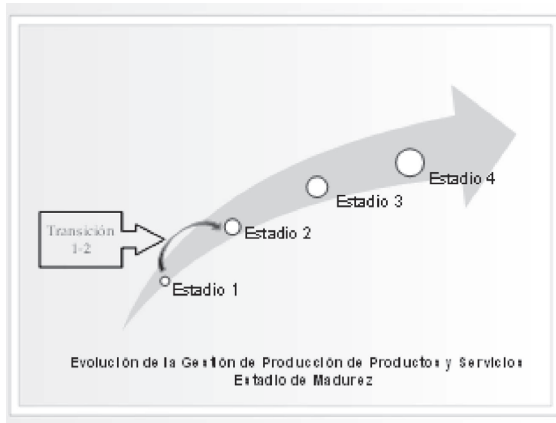 Estadio 4
Estadio 3
Transición
1-2
Estadio 2
Estadio 1
Evolución de la Gestión de Producción de Productos y Servicios
Estadio de Madurez